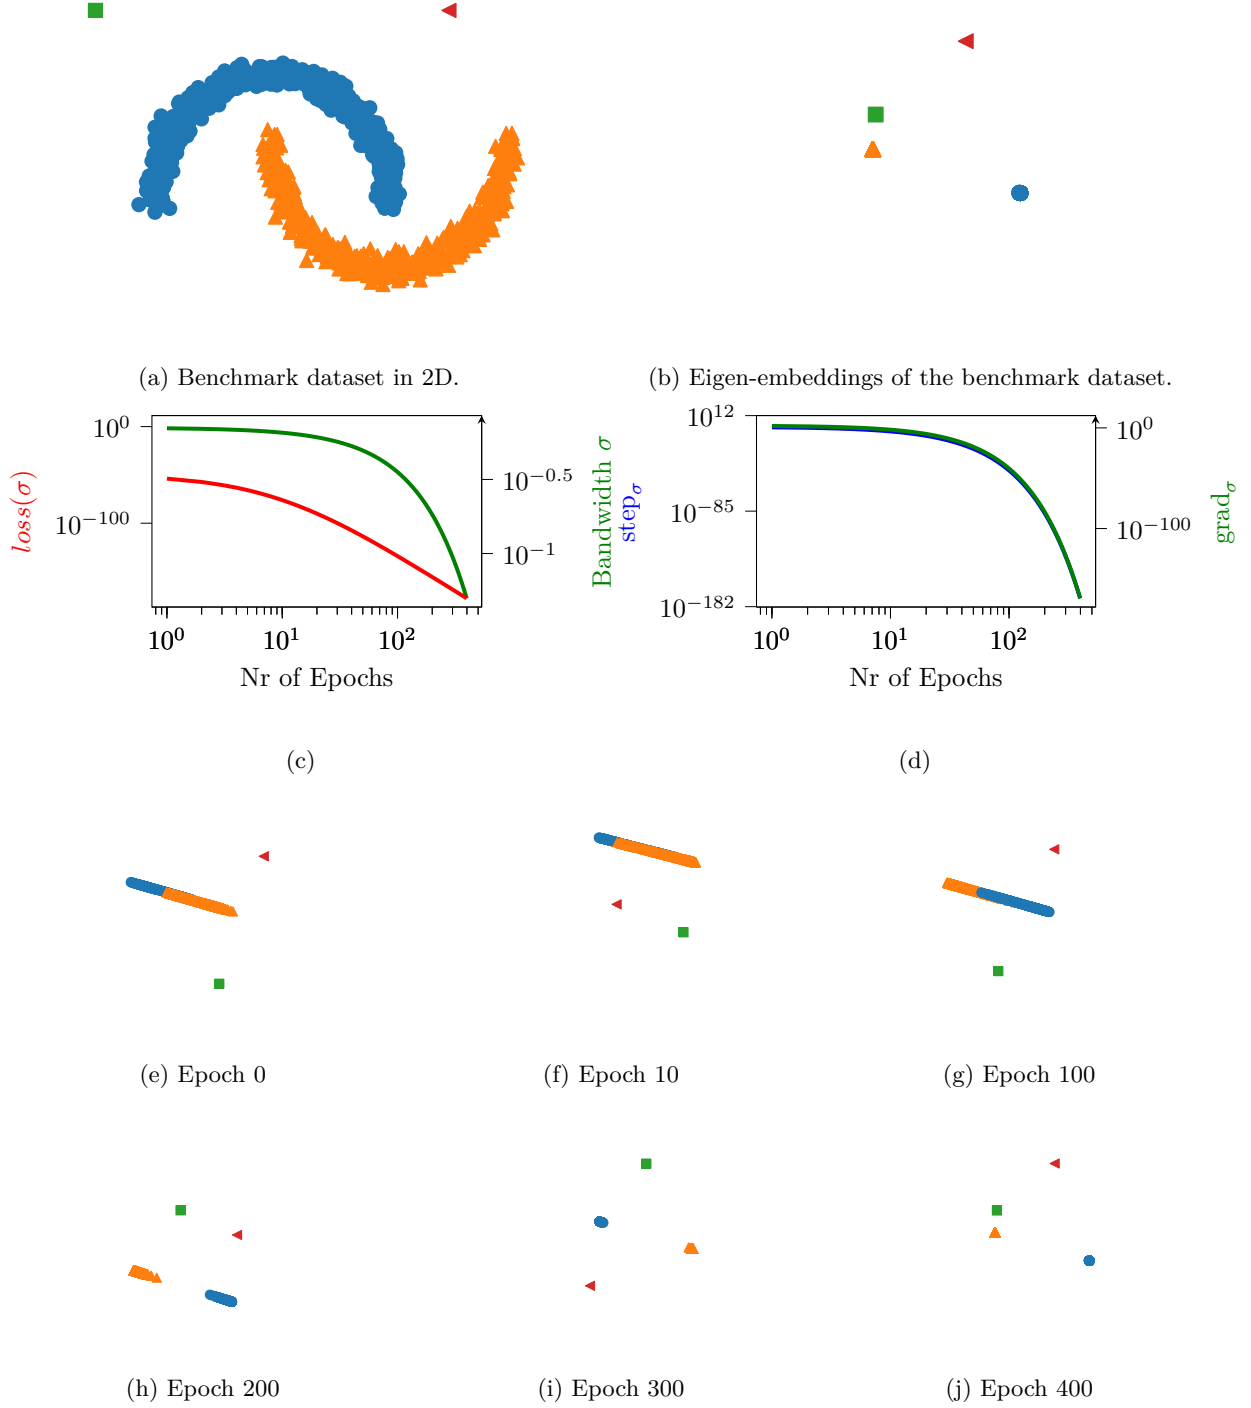 (a) Benchmark dataset in 2D.
(b) Eigen-embeddings of the benchmark dataset.
10^0
10^{-100}
loss(σ)
10^{-0.5}
10^{-1}
Bandwidth σ
10^0 10^1 10^2
Nr of Epochs
step_σ
10^{12}
10^{-85}
10^{-182}
10^0
10^{-100}
grad_σ
10^0 10^1 10^2
Nr of Epochs
(c)
(d)
(e) Epoch 0
(f) Epoch 10
(g) Epoch 100
(h) Epoch 200
(i) Epoch 300
(j) Epoch 400